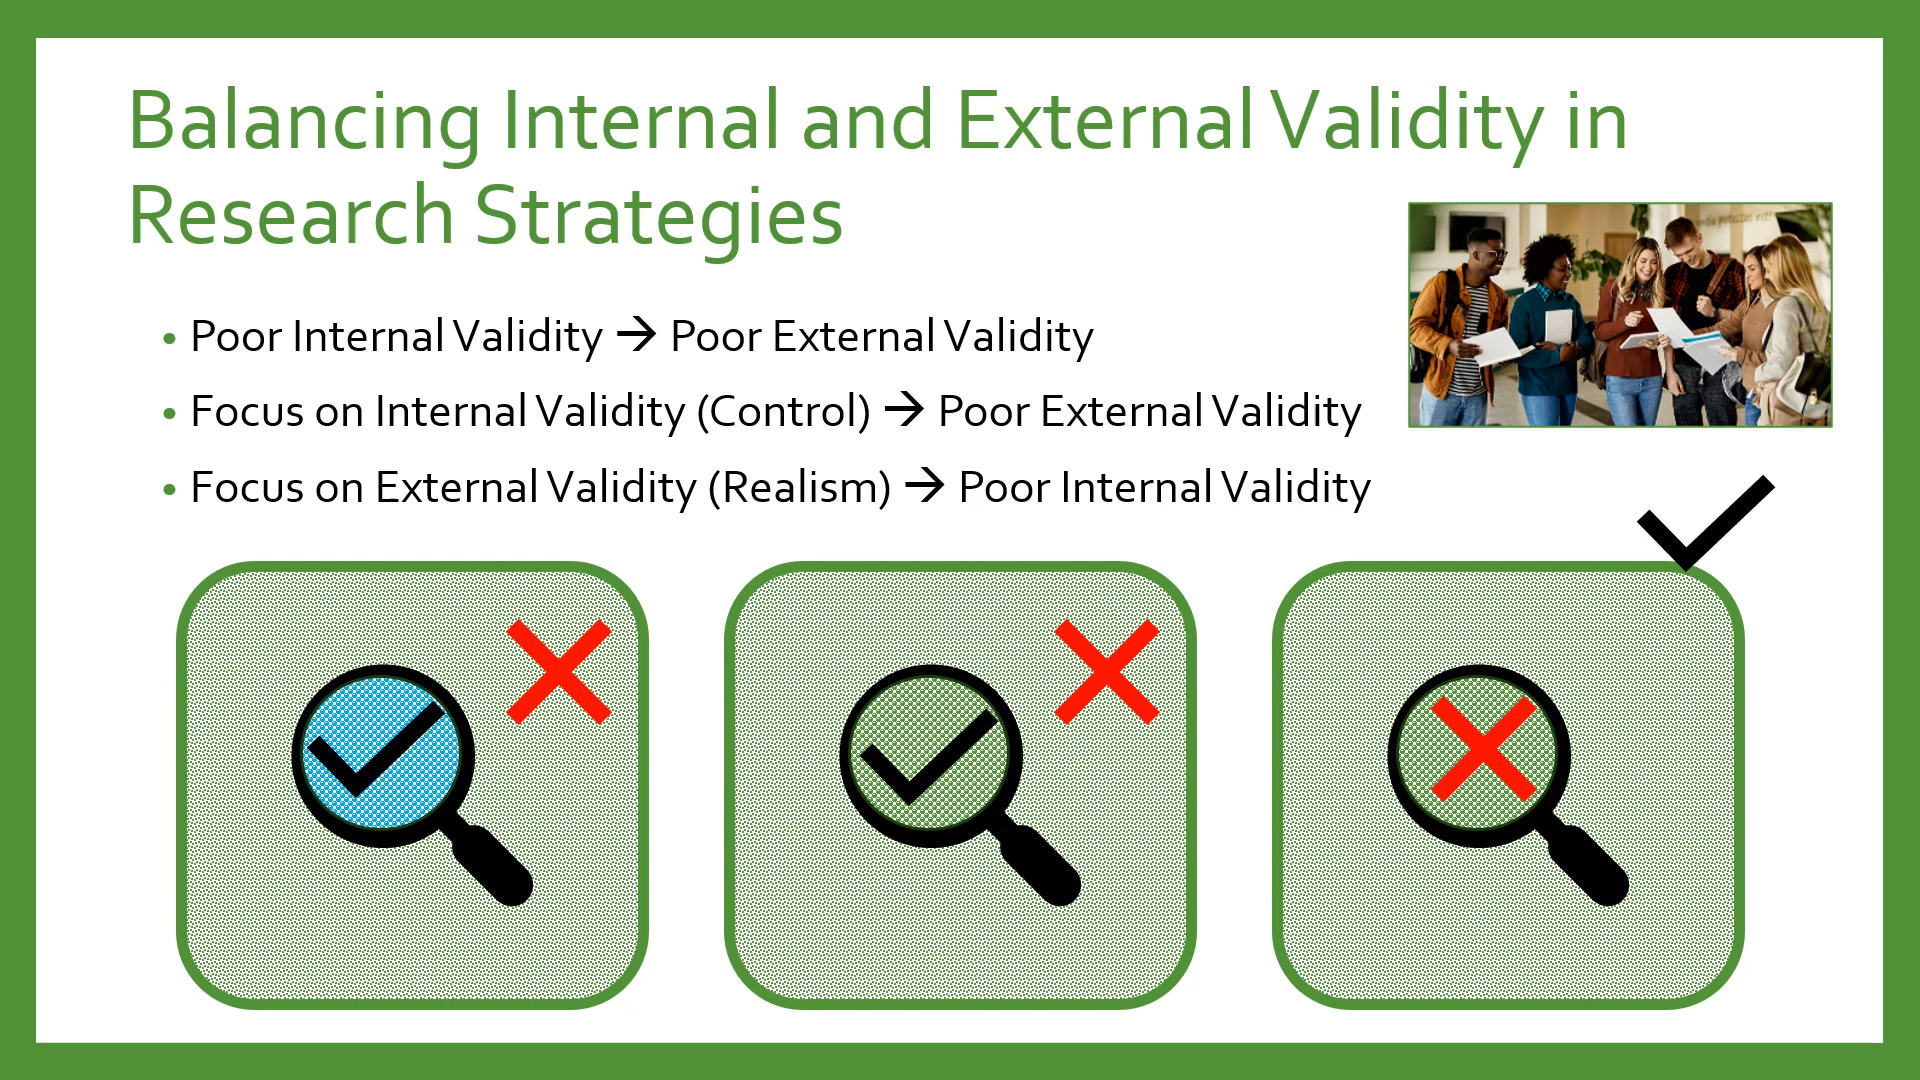 Balancing Internal and External Validity in
Research Strategies
• Poor Internal Validity → Poor External Validity
• Focus on Internal Validity (Control) → Poor External Validity
• Focus on External Validity (Realism) → Poor Internal Validity